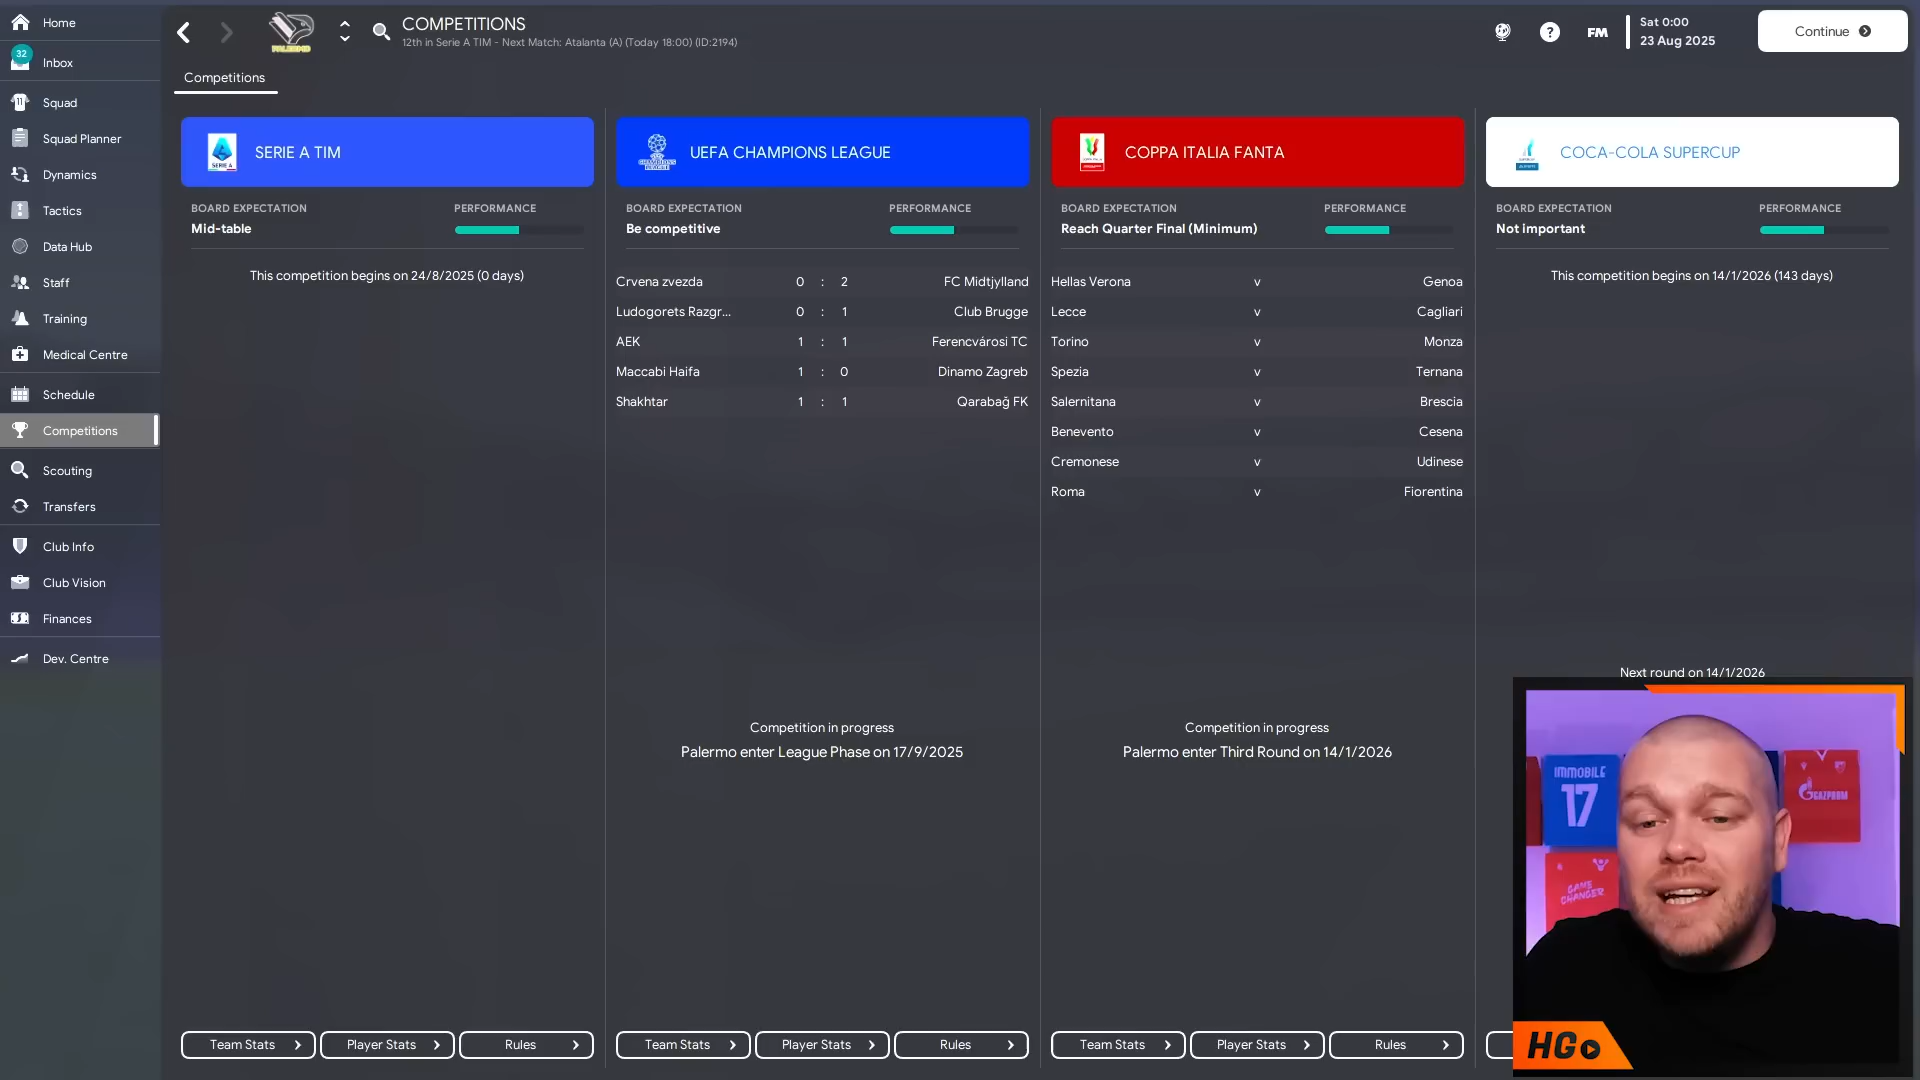 Home
32
Inbox
Squad
Squad Planner
Dynamics
Tactics
Data Hub
Staff
Training
Medical Centre
Schedule
Competitions
Scouting
Transfers
Club Info
Club Vision
Finances
Dev. Centre
PALERMO
COMPETITIONS
12th in Serie A TIM - Next Match: Atalanta (A) (Today 18:00) (ID:2194)
?
FM
Sat 0:00
23 Aug 2025
Continue
Competitions
SERIE A
SERIE A TIM
BOARD EXPECTATION
PERFORMANCE
Mid-table
This competition begins on 24/8/2025 (0 days)
Team Stats
Player Stats
Rules
UEFA CHAMPIONS LEAGUE
UEFA CHAMPIONS LEAGUE
BOARD EXPECTATION
PERFORMANCE
Be competitive
Crvena zvezda 0 : 2 FC Midtjylland
Ludogorets Razgr... 0 : 1 Club Brugge
AEK 1 : 1 Ferencvárosi TC
Maccabi Haifa 1 : 0 Dinamo Zagreb
Shakhtar 1 : 1 Qarabağ FK
Competition in progress
Palermo enter League Phase on 17/9/2025
Team Stats
Player Stats
Rules
COPPA ITALIA FANTA
BOARD EXPECTATION
PERFORMANCE
Reach Quarter Final (Minimum)
Hellas Verona v Genoa
Lecce v Cagliari
Torino v Monza
Spezia v Ternana
Salernitana v Brescia
Benevento v Cesena
Cremonese v Udinese
Roma v Fiorentina
Competition in progress
Palermo enter Third Round on 14/1/2026
Team Stats
Player Stats
Rules
COCA-COLA SUPERCUP
BOARD EXPECTATION
PERFORMANCE
Not important
This competition begins on 14/1/2026 (143 days)
Next round on 14/1/2026
IMMOBILE
17
GAZPROM
GAME
CHANGER
HG